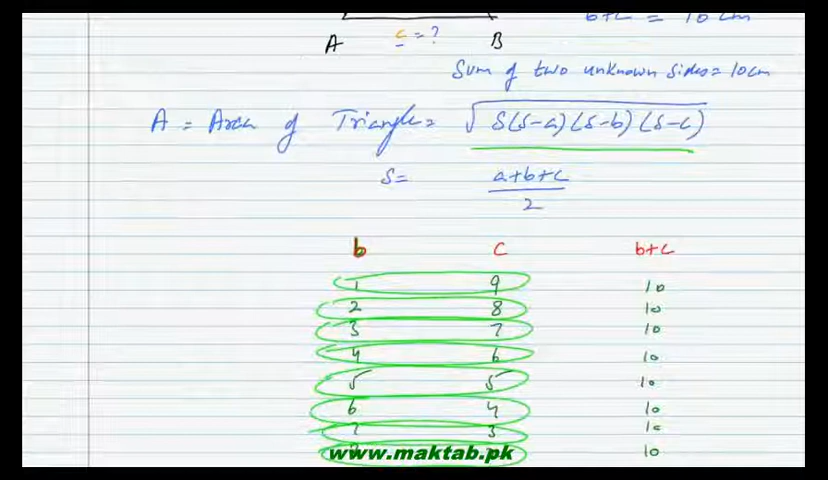 b+c = 10 cm
A c = ? B
Sum of two unknown sides = 10cm
A = Area of Triangle = √S(S-a)(S-b)(S-c)
S = a+b+c
2
b c b+c
1 9 10
2 8 10
3 7 10
4 6 10
5 5 10
6 4 10
7 3 10
www.maktab.pk 10